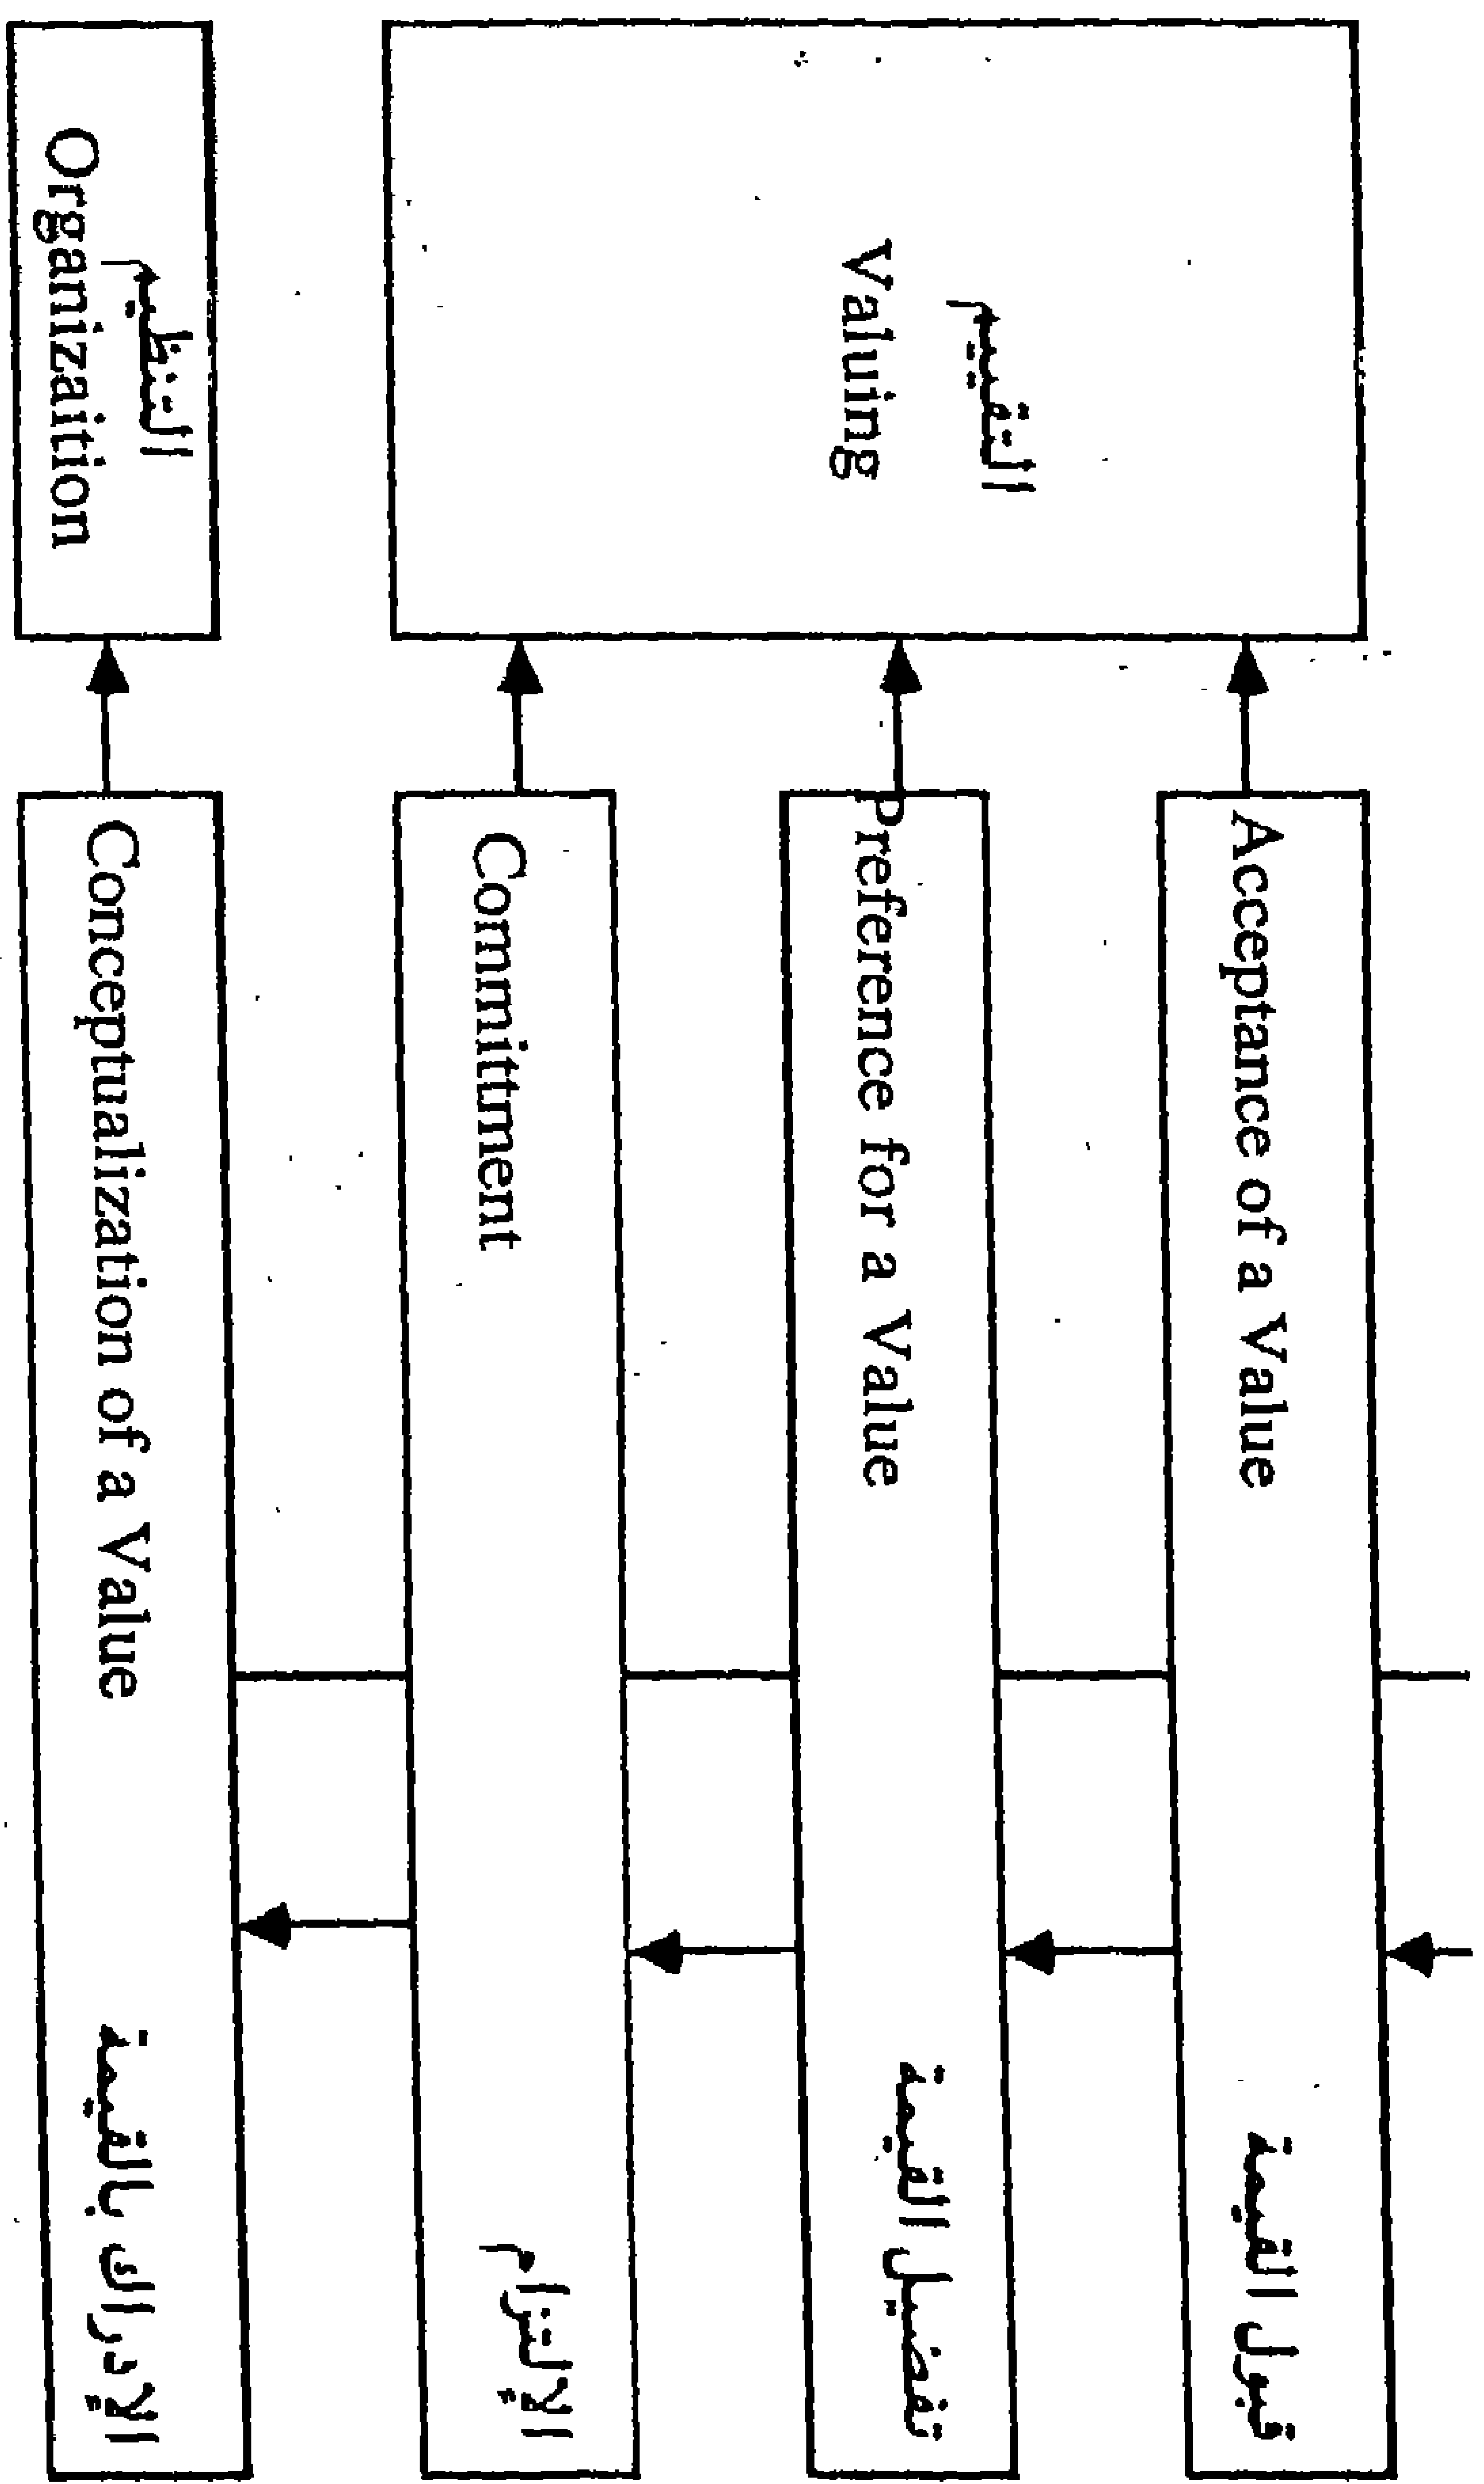 Acceptance of a Value
قبول القيمة
التقييم
Valuing
Preference for a Value
تفضيل القيمة
Committment
الإلتزام
التنظيم
Organizaition
Conceptualization of a Value
الإدراك بالقيمة